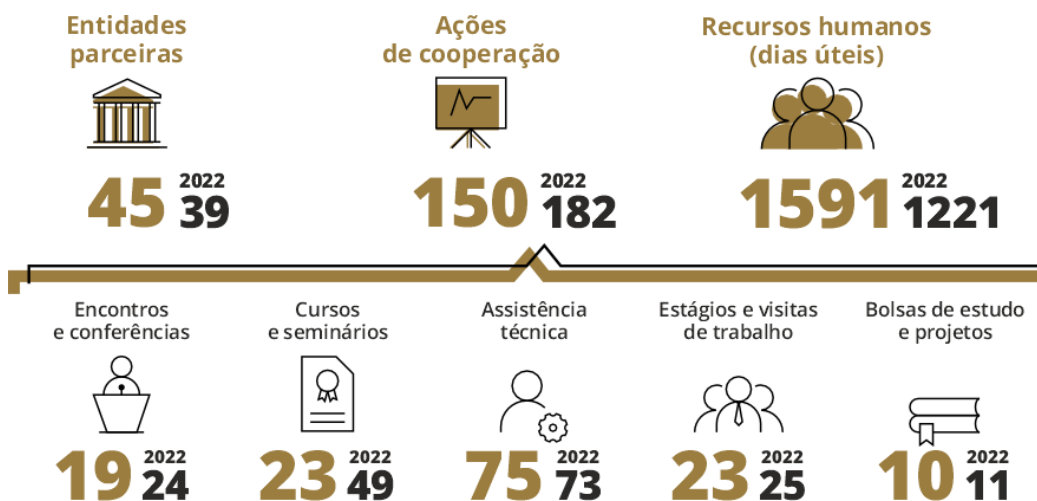 Entidades
parceiras
45 2022 39
Ações
de cooperação
150 2022 182
Recursos humanos
(dias úteis)
1591 2022 1221
Encontros
e conferências
19 2022 24
Cursos
e seminários
23 2022 49
Assistência
técnica
75 2022 73
Estágios e visitas
de trabalho
23 2022 25
Bolsas de estudo
e projetos
10 2022 11